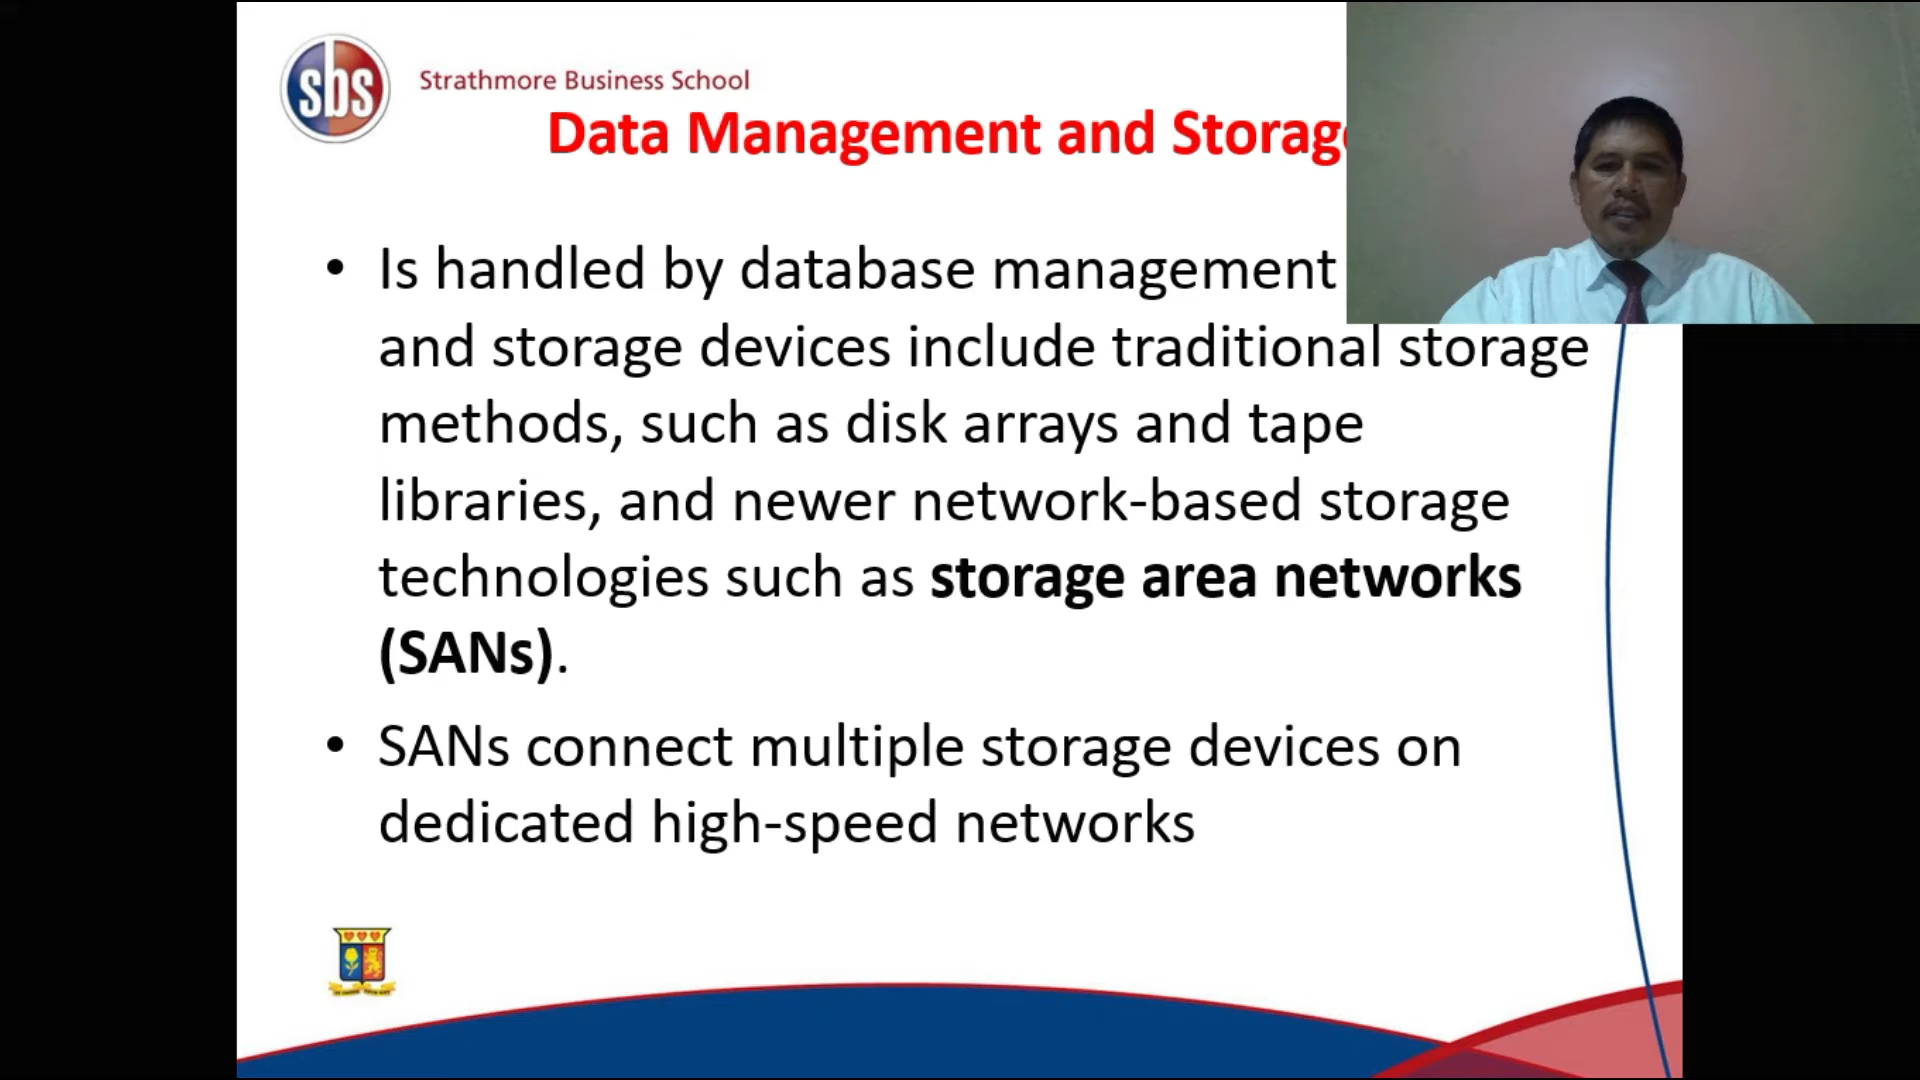 sbs
Strathmore Business School
Data Management and Storage
• Is handled by database management
and storage devices include traditional storage
methods, such as disk arrays and tape
libraries, and newer network-based storage
technologies such as storage area networks
(SANs).
• SANs connect multiple storage devices on
dedicated high-speed networks